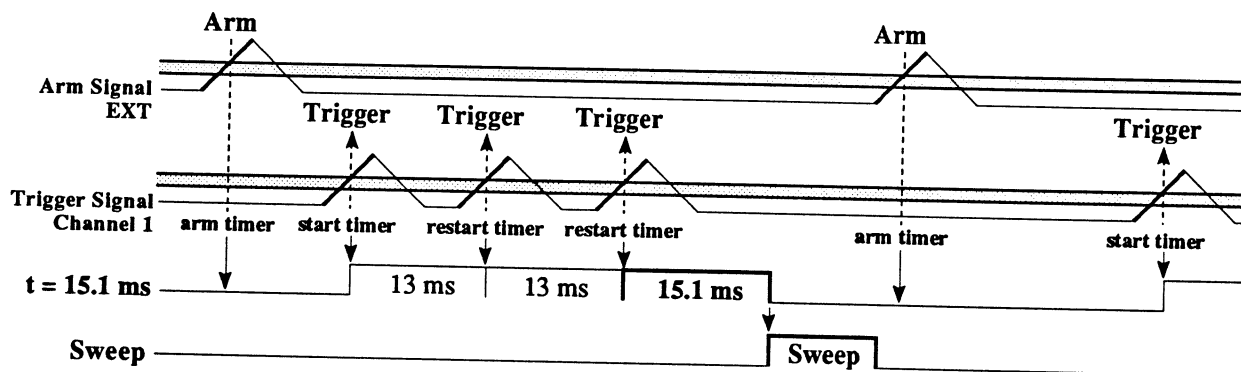 Arm
Arm
Arm Signal
EXT
Trigger
Trigger
Trigger
Trigger
Trigger Signal
Channel 1
arm timer
start timer
restart timer
restart timer
arm timer
start timer
t = 15.1 ms
13 ms
13 ms
15.1 ms
Sweep
Sweep